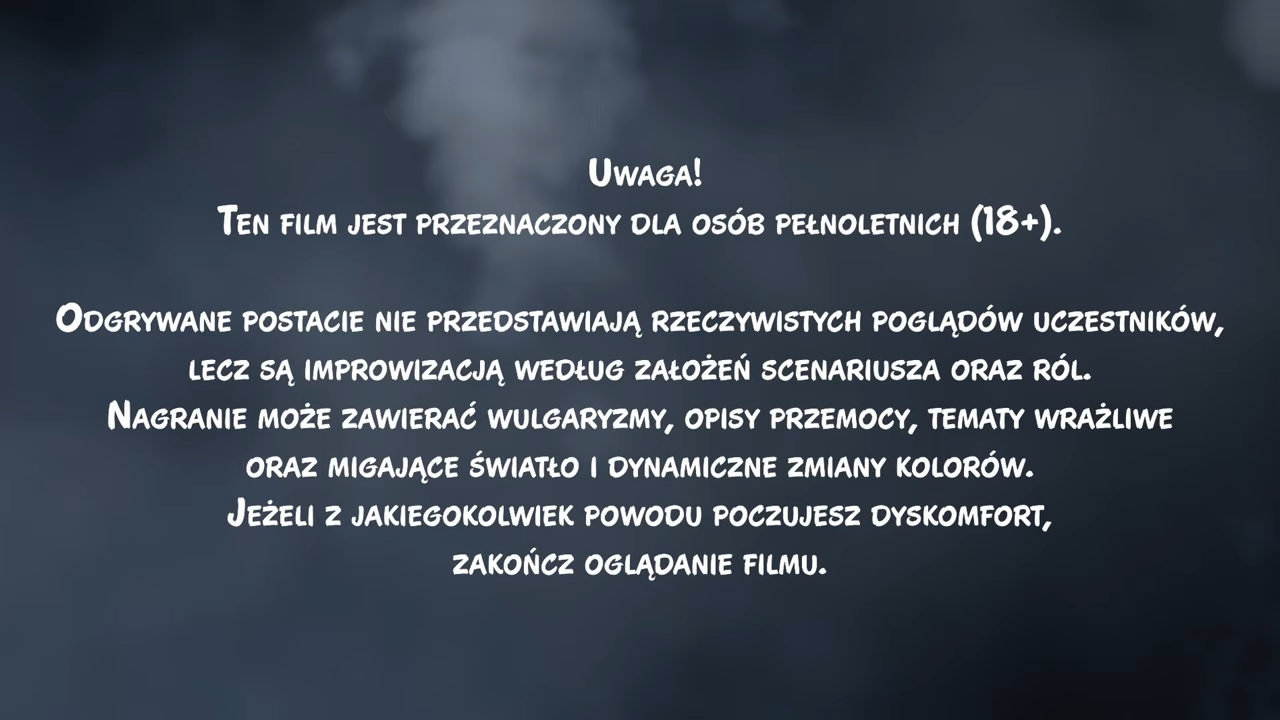 Uwaga!
Ten film jest przeznaczony dla osób pełnoletnich (18+).
Odgrywane postacie nie przedstawiają rzeczywistych poglądów uczestników,
lecz są improwizacją według założeń scenariusza oraz ról.
Nagranie może zawierać wulgaryzmy, opisy przemocy, tematy wrażliwe
oraz migające światło i dynamiczne zmiany kolorów.
Jeżeli z jakiegokolwiek powodu poczujesz dyskomfort,
zakończ oglądanie filmu.